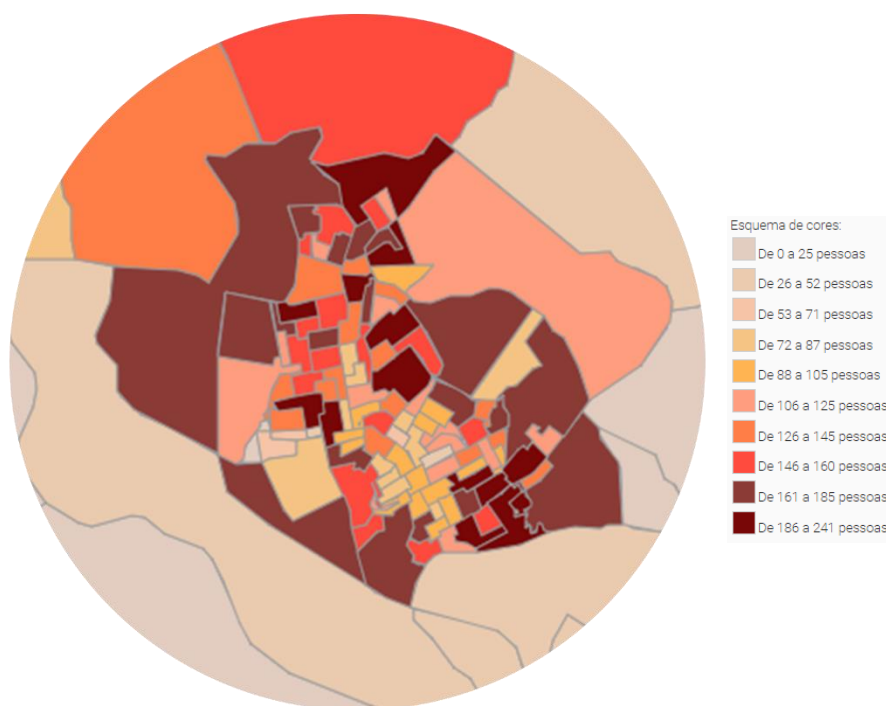 Esquema de cores:
De 0 a 25 pessoas
De 26 a 52 pessoas
De 53 a 71 pessoas
De 72 a 87 pessoas
De 88 a 105 pessoas
De 106 a 125 pessoas
De 126 a 145 pessoas
De 146 a 160 pessoas
De 161 a 185 pessoas
De 186 a 241 pessoas